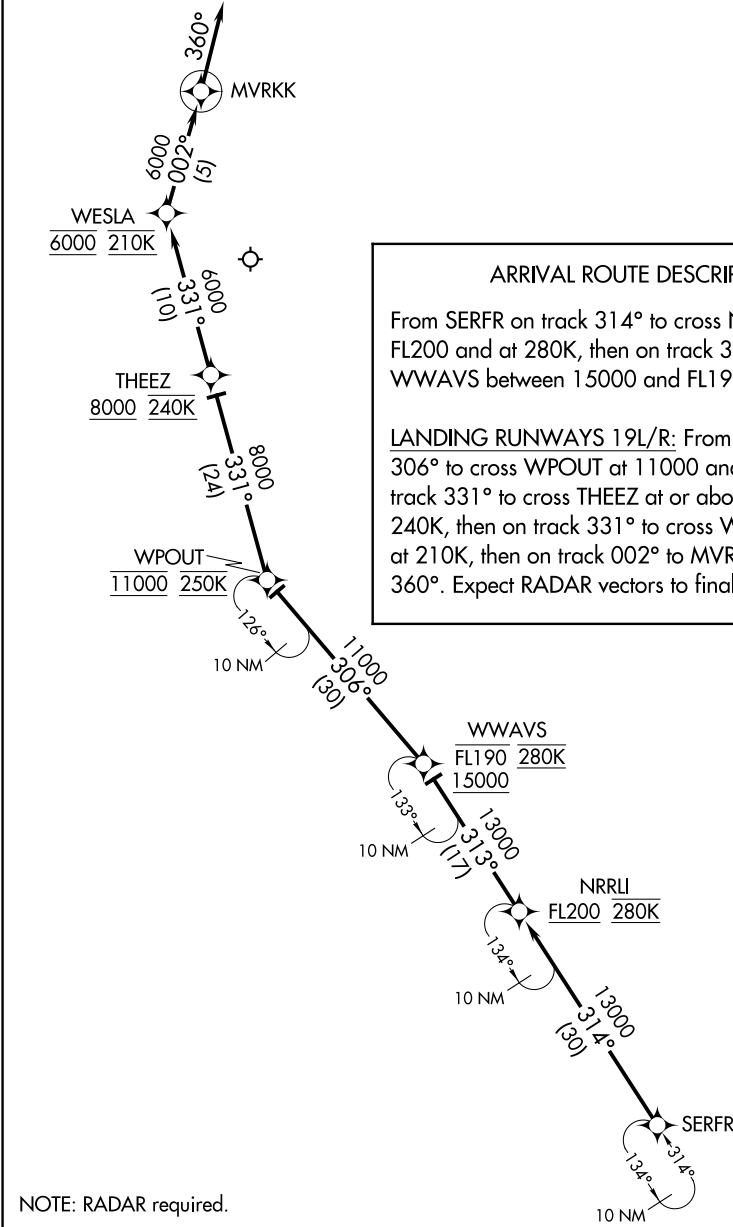 360°
MVRKK
6000
002°
(5)
WESLA
6000 210K
6000
331°
(10)
THEEZ
8000 240K
8000
331°
(24)
WPOUT
11000 250K
126°
10 NM
11000
306°
(30)
ARRIVAL ROUTE DESCRIP
From SERFR on track 314° to cross N
FL200 and at 280K, then on track 3
WWAVS between 15000 and FL19
LANDING RUNWAYS 19L/R: From
306° to cross WPOUT at 11000 and
track 331° to cross THEEZ at or abo
240K, then on track 331° to cross W
at 210K, then on track 002° to MVR
360°. Expect RADAR vectors to final
WWAVS
FL190 280K
15000
133°
10 NM
13000
313°
(17)
NRRLI
FL200 280K
134°
10 NM
13000
314°
(30)
SERFR
314°
134°
10 NM
NOTE: RADAR required.